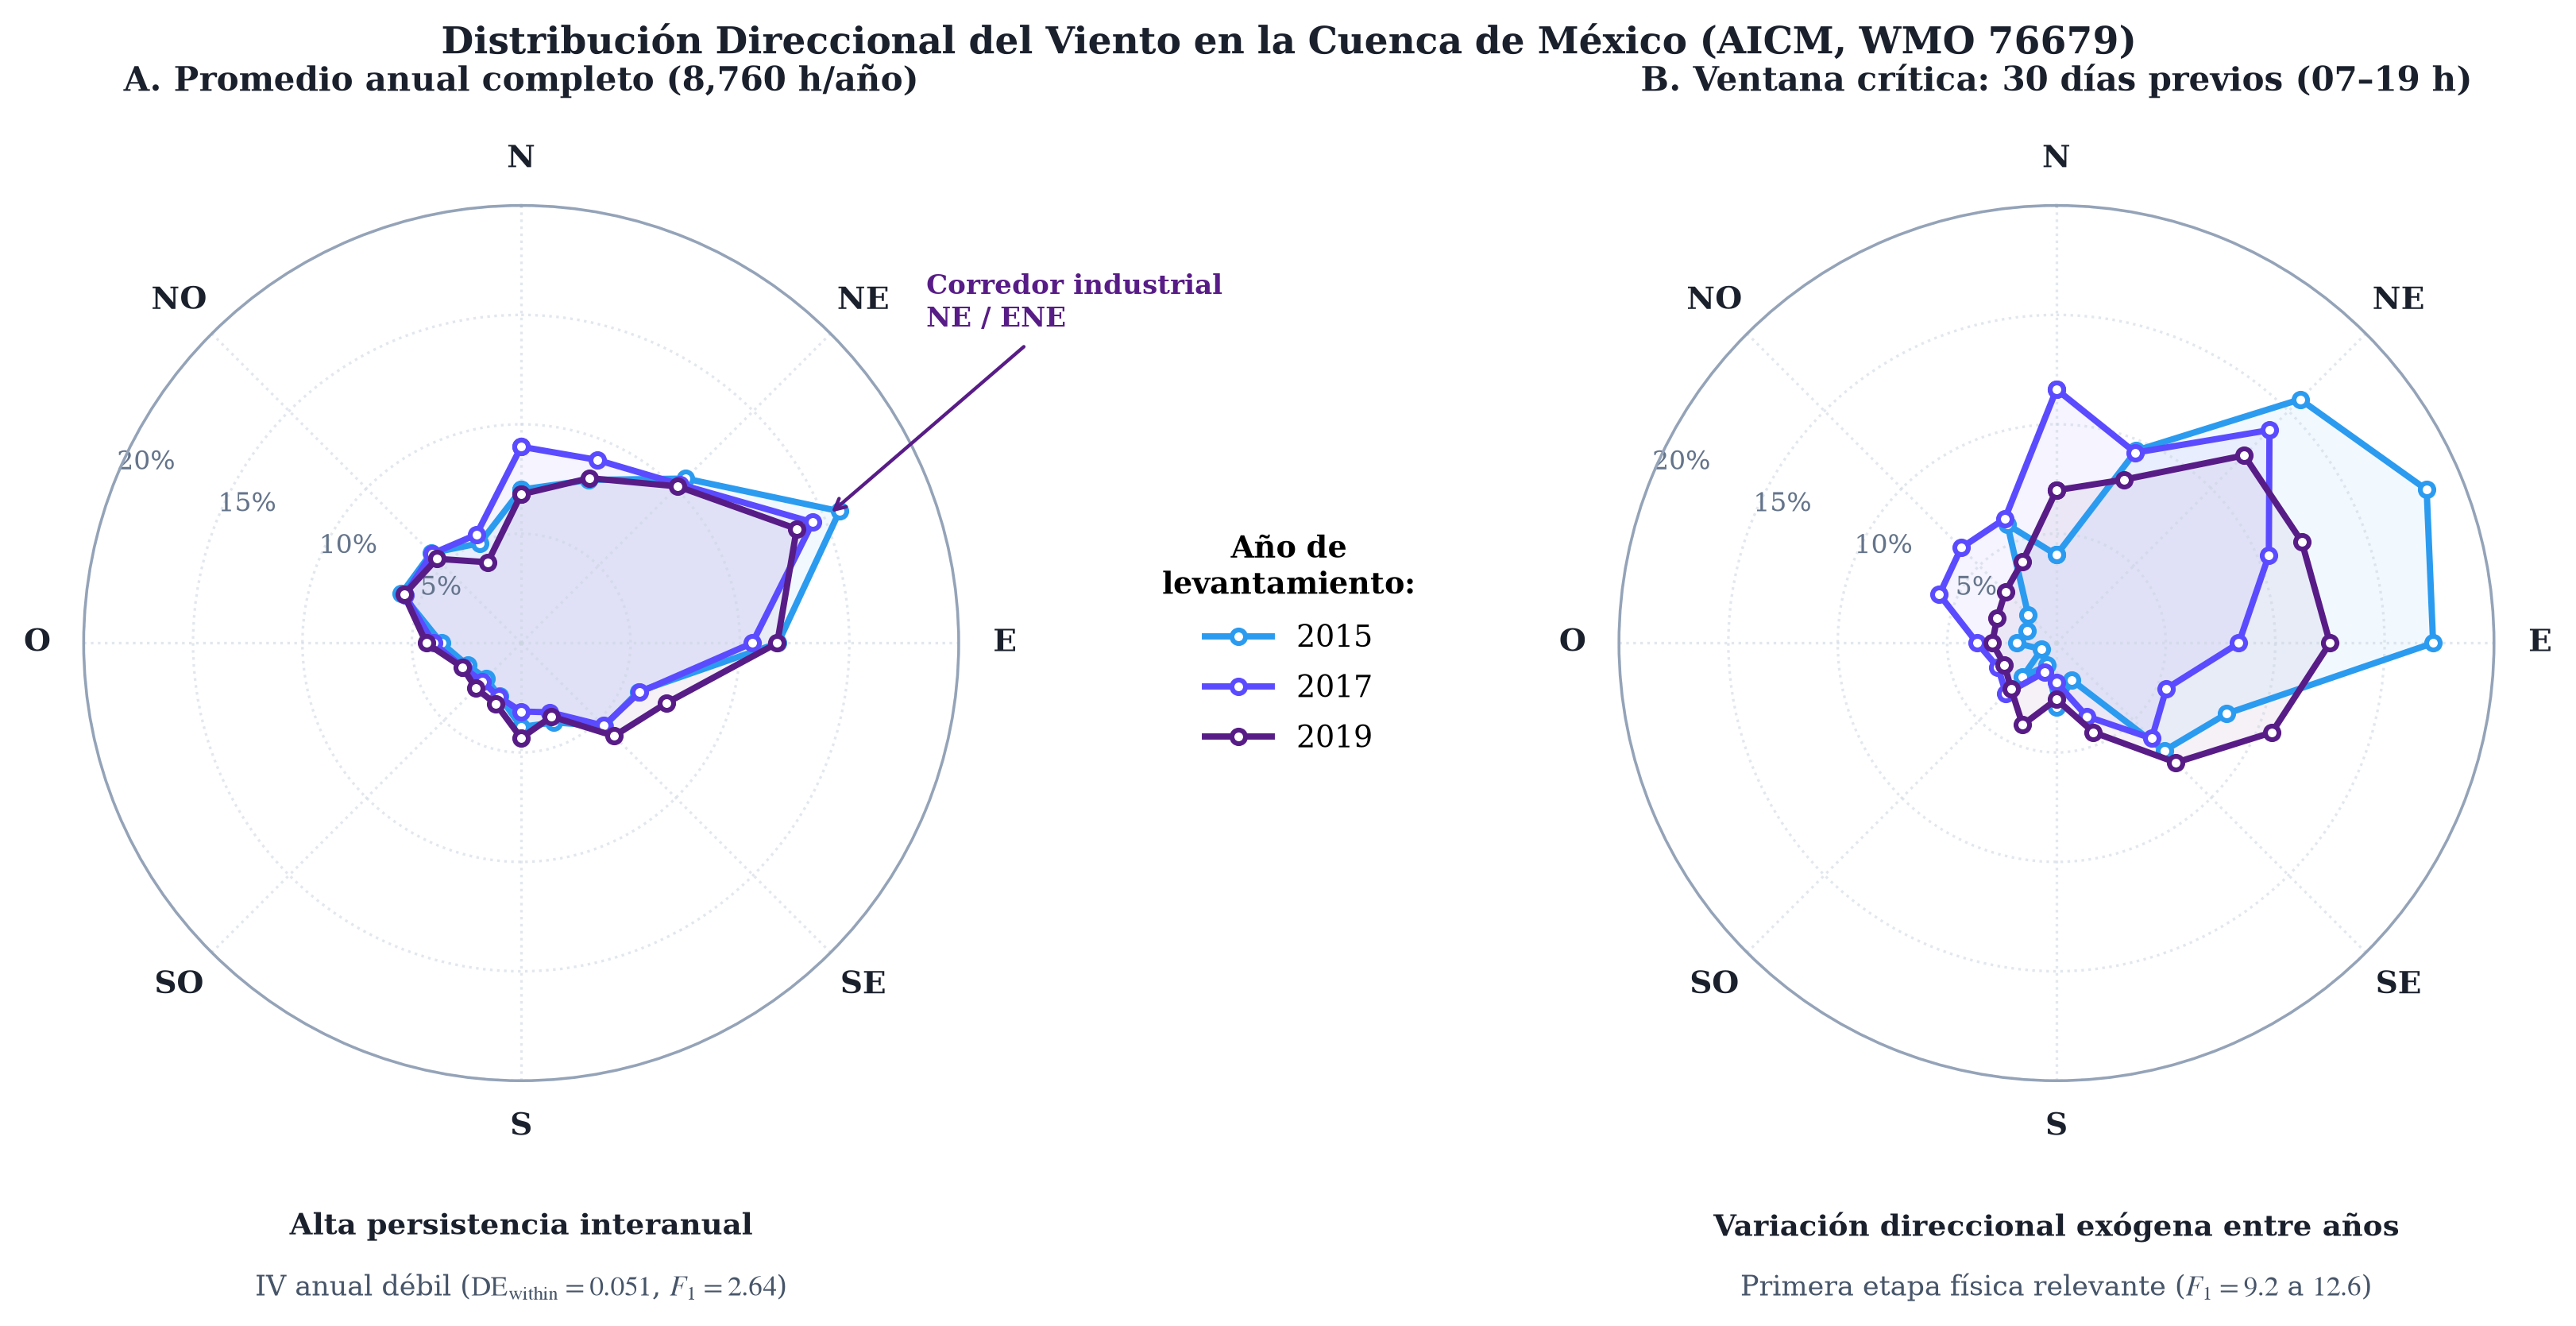 Distribución Direccional del Viento en la Cuenca de México (AICM, WMO 76679)
A. Promedio anual completo (8,760 h/año)
N
NO
NE
Corredor industrial
NE / ENE
20%
15%
10%
5%
O
E
SO
SE
S
Alta persistencia interanual
IV anual débil (DEwithin = 0.051, F1 = 2.64)
Año de
levantamiento:
2015
2017
2019
B. Ventana crítica: 30 días previos (07–19 h)
N
NO
NE
20%
15%
10%
5%
O
E
SO
SE
S
Variación direccional exógena entre años
Primera etapa física relevante (F1 = 9.2 a 12.6)